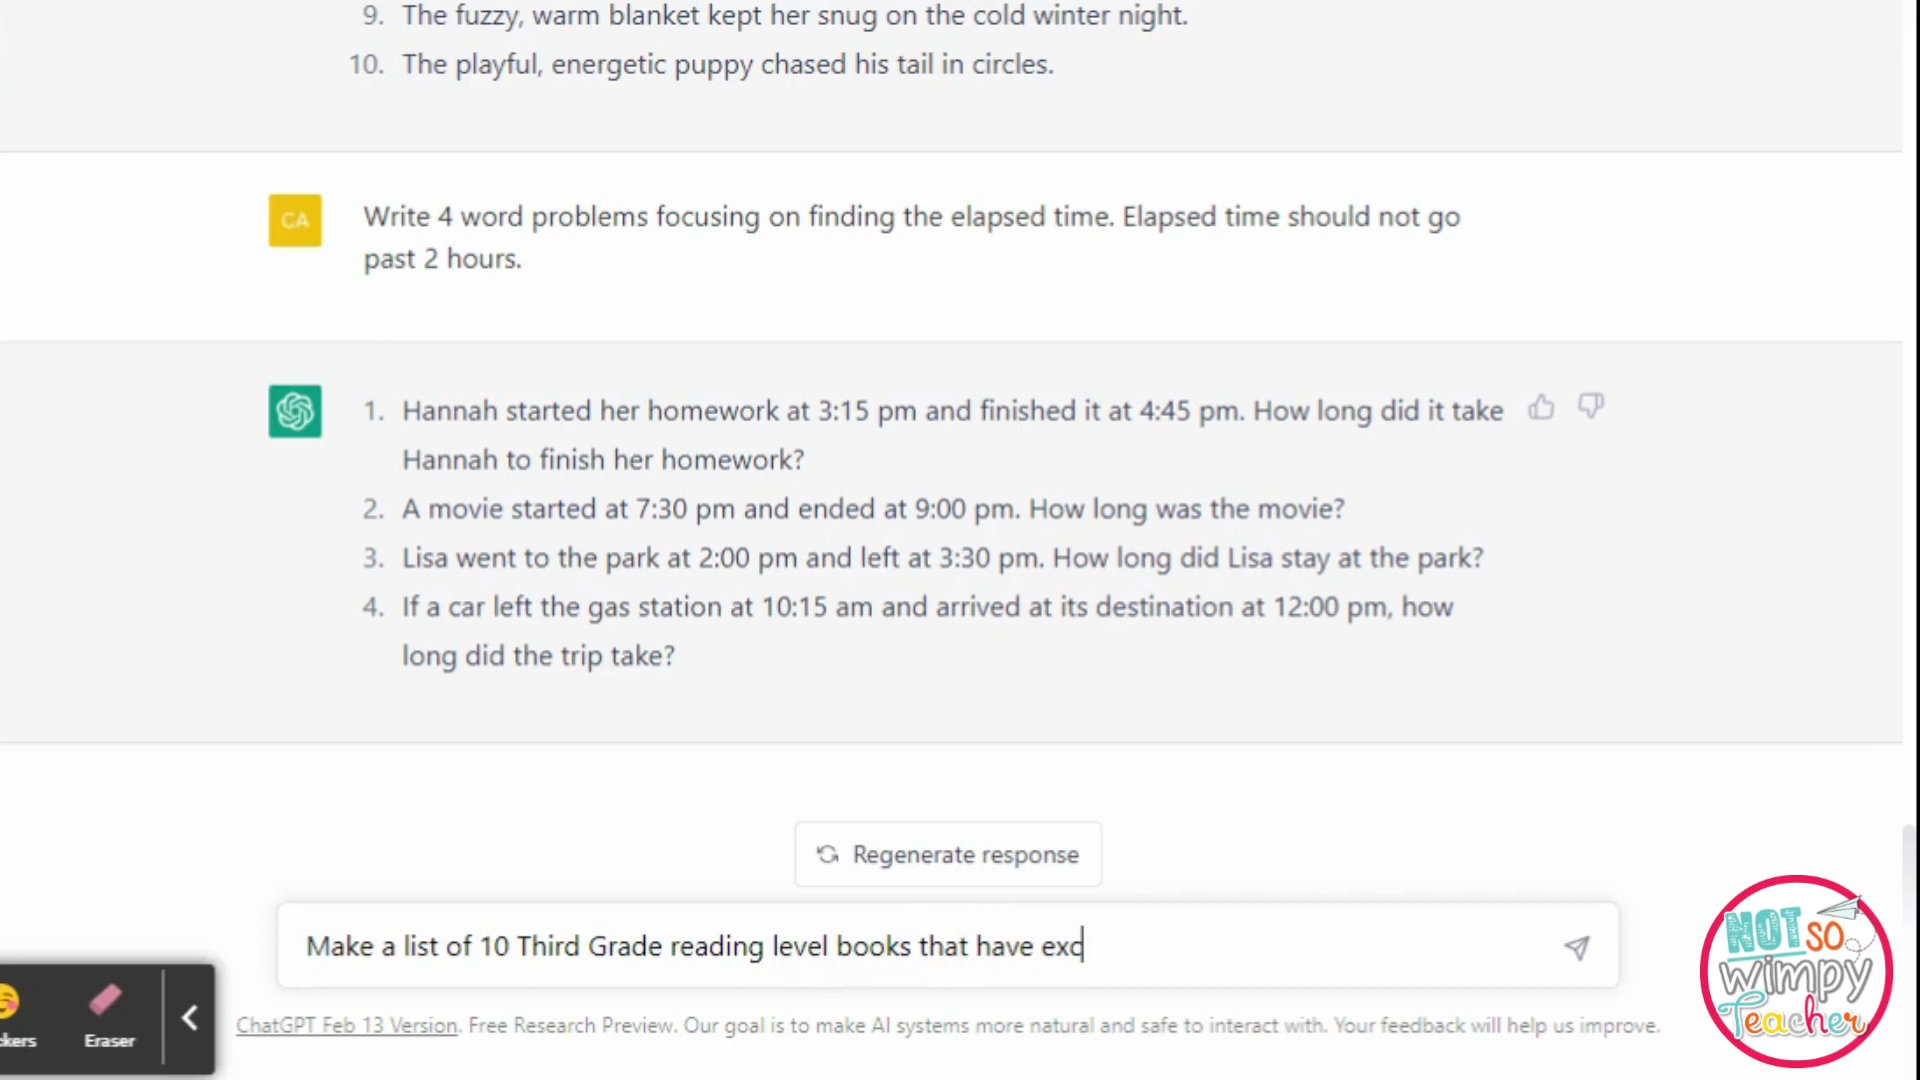 9. The fuzzy, warm blanket kept her snug on the cold winter night.
10. The playful, energetic puppy chased his tail in circles.
CA
Write 4 word problems focusing on finding the elapsed time. Elapsed time should not go
past 2 hours.
1. Hannah started her homework at 3:15 pm and finished it at 4:45 pm. How long did it take
Hannah to finish her homework?
2. A movie started at 7:30 pm and ended at 9:00 pm. How long was the movie?
3. Lisa went to the park at 2:00 pm and left at 3:30 pm. How long did Lisa stay at the park?
4. If a car left the gas station at 10:15 am and arrived at its destination at 12:00 pm, how
long did the trip take?
Regenerate response
Make a list of 10 Third Grade reading level books that have exc
kers
Eraser
ChatGPT Feb 13 Version. Free Research Preview. Our goal is to make AI systems more natural and safe to interact with. Your feedback will help us improve.
NOT SO
wimpy
Teacher